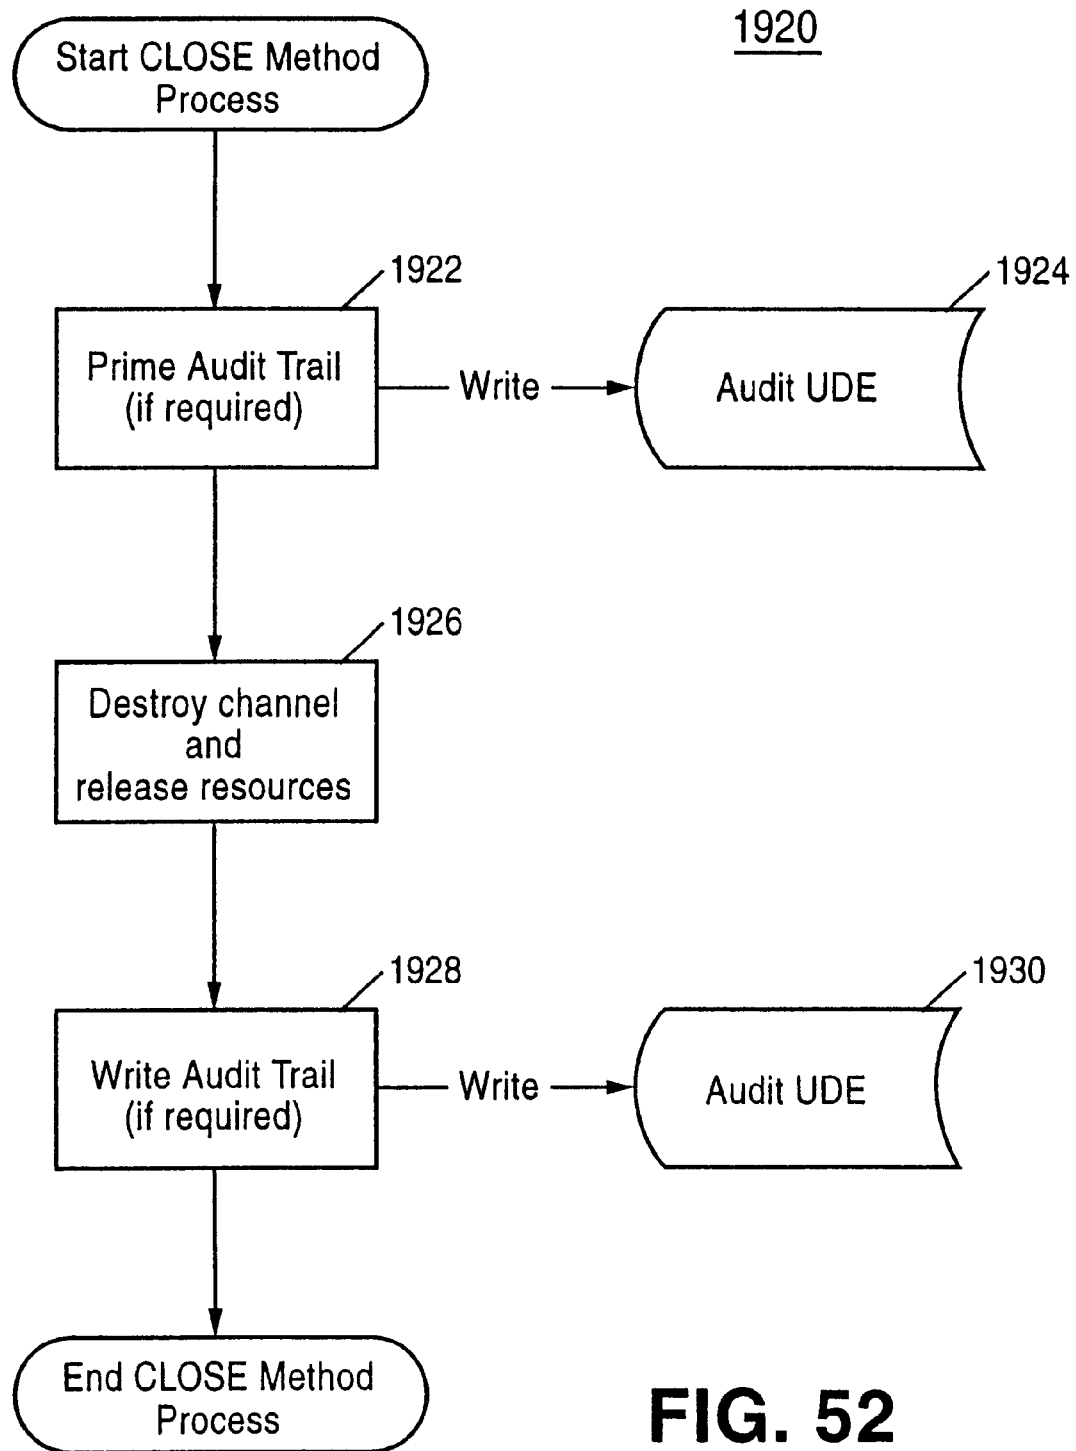 1920
Start CLOSE Method
Process
1922
1924
Prime Audit Trail
(if required)
Write
Audit UDE
1926
Destroy channel
and
release resources
1928
1930
Write Audit Trail
(if required)
Write
Audit UDE
End CLOSE Method
Process
FIG. 52